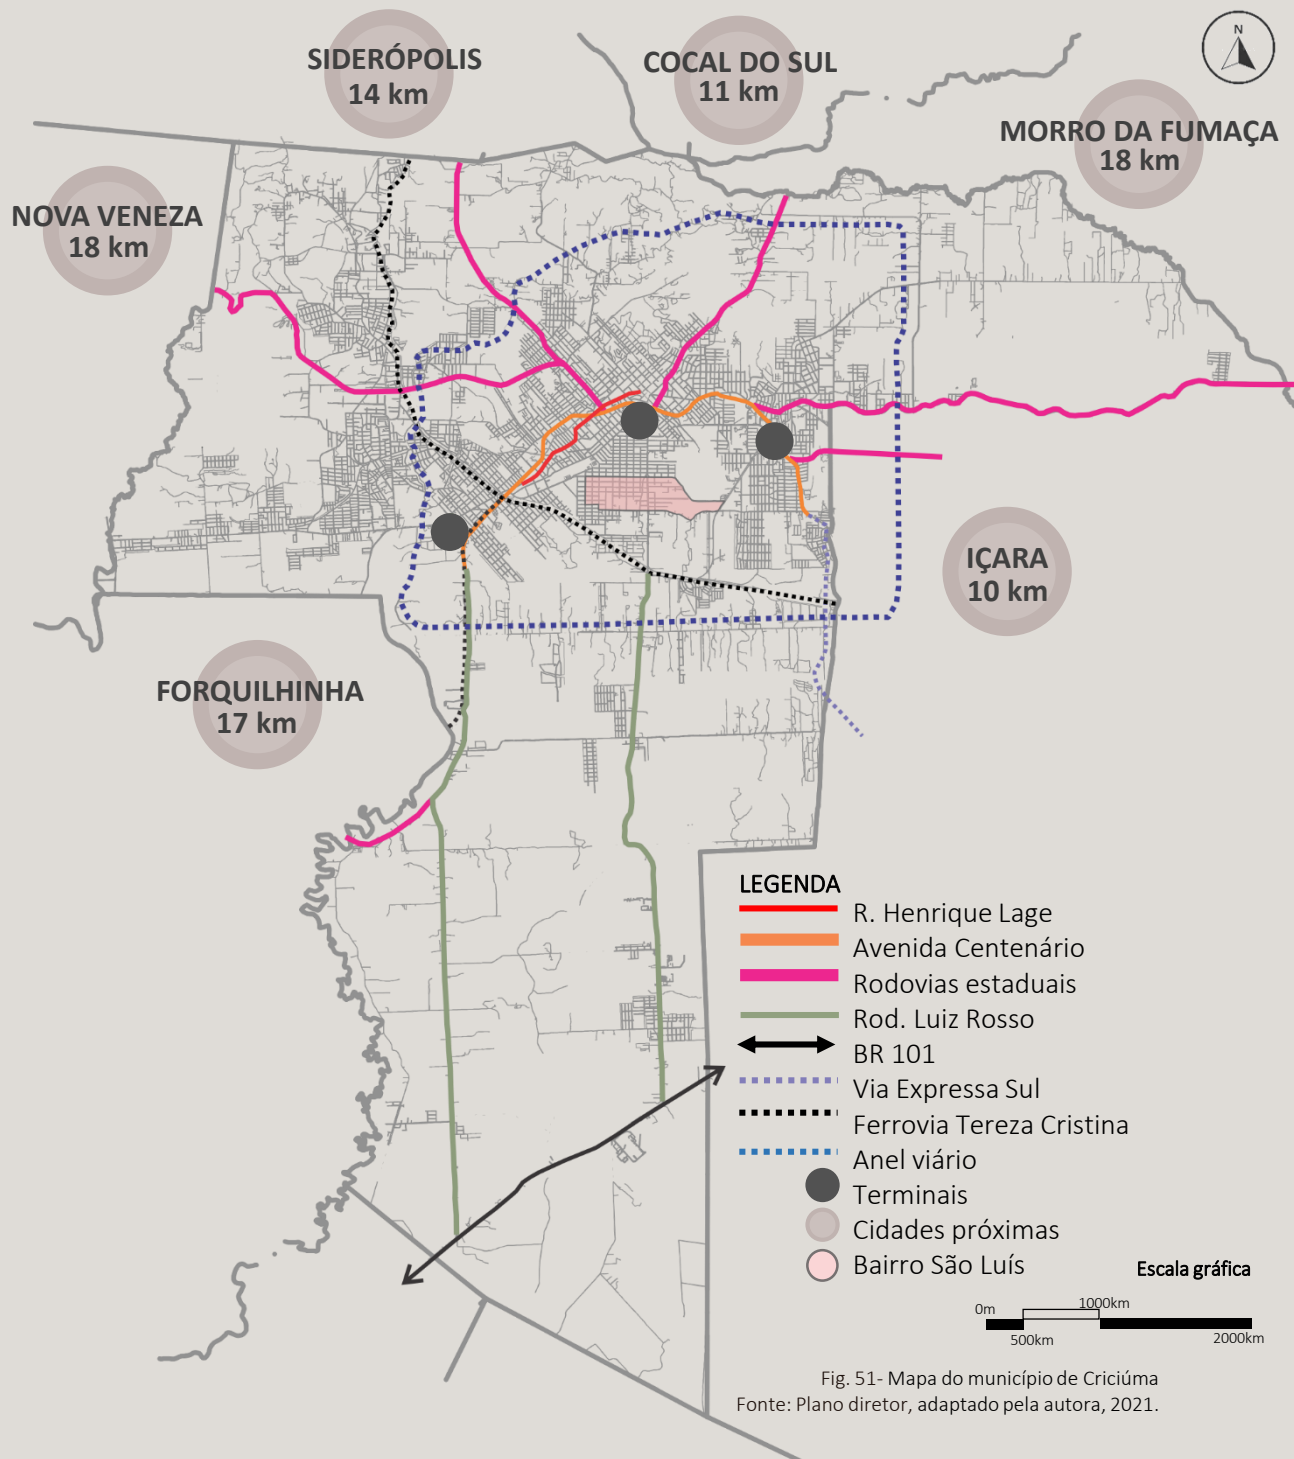 N
SIDERÓPOLIS
14 km
COCAL DO SUL
11 km
MORRO DA FUMAÇA
18 km
NOVA VENEZA
18 km
IÇARA
10 km
FORQUILHINHA
17 km
LEGENDA
R. Henrique Lage
Avenida Centenário
Rodovias estaduais
Rod. Luiz Rosso
BR 101
Via Expressa Sul
Ferrovia Tereza Cristina
Anel viário
Terminais
Cidades próximas
Bairro São Luís
Escala gráfica
0m 1000km
500km 2000km
Fig. 51- Mapa do município de Criciúma
Fonte: Plano diretor, adaptado pela autora, 2021.